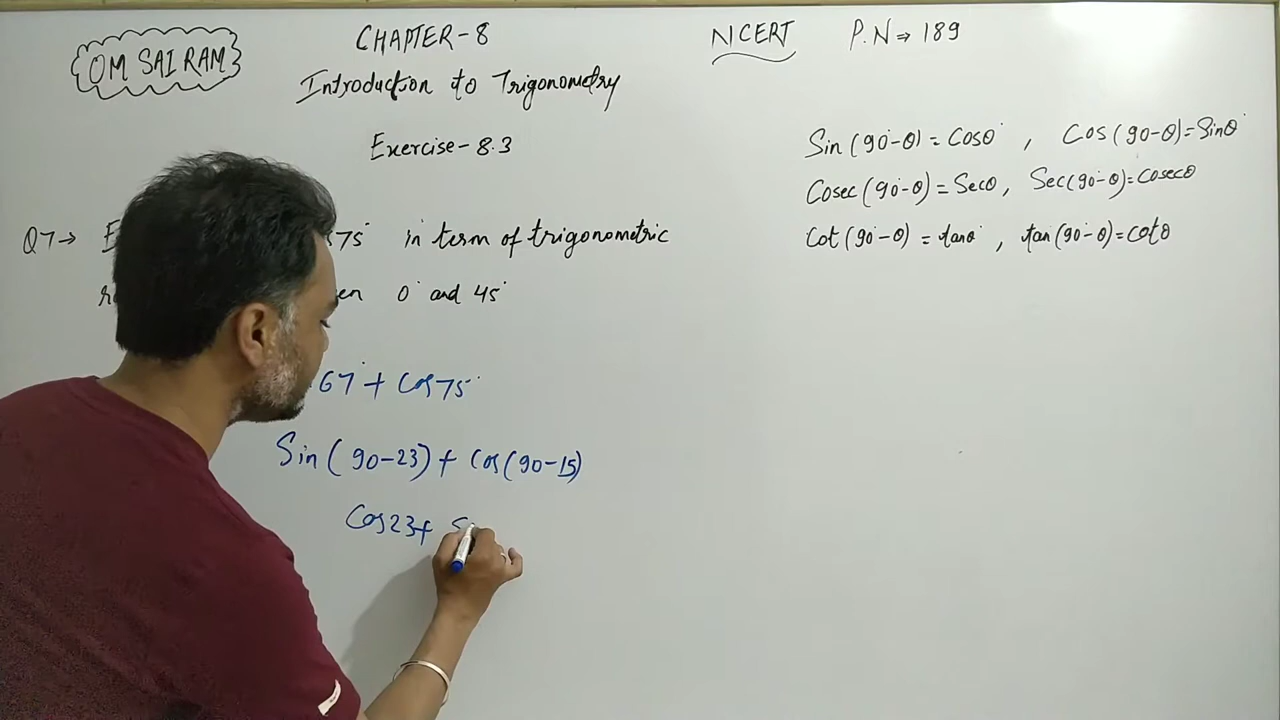 OM SAI RAM
CHAPTER-8
NCERT P.N⇒189
Introduction to Trigonometry
Exercise-8.3
Sin(90°-θ)=Cosθ , Cos(90-θ)=Sinθ
Cosec(90°-θ)=Secθ, Sec(90°-θ)=Cosecθ
Cot(90°-θ)=tanθ , tan(90°-θ)=Cotθ
Q7→ 75° in term of trigonometric
0° and 45°
67°+Cos75°
Sin(90-23)+Cos(90-15)
Cos23+ S